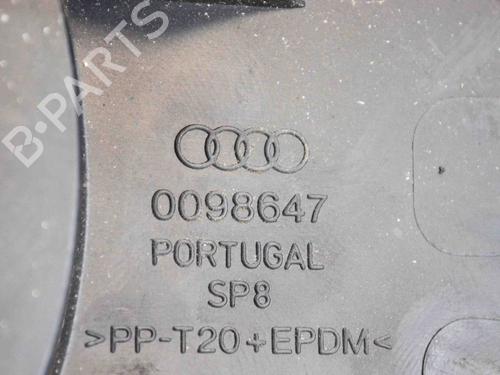 B-PARTS
0098647
PORTUGAL
SP8
>PP-T20+EPDM<